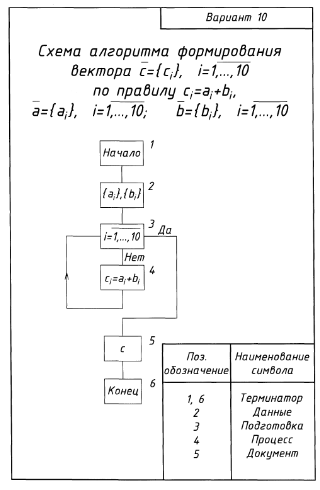 Вариант 10
Схема алгоритма формирования
вектора c̅={cᵢ}, i=1,...,10
по правилу cᵢ=aᵢ+bᵢ,
a̅={aᵢ}, i=1,...,10; b̅={bᵢ}, i=1,...,10
Начало 1
{aᵢ},{bᵢ} 2
i=1,...,10 3
Да
Нет
cᵢ=aᵢ+bᵢ 4
c 5
Конец 6
Поз. обозначение Наименование символа
1, 6 Терминатор
2 Данные
3 Подготовка
4 Процесс
5 Документ